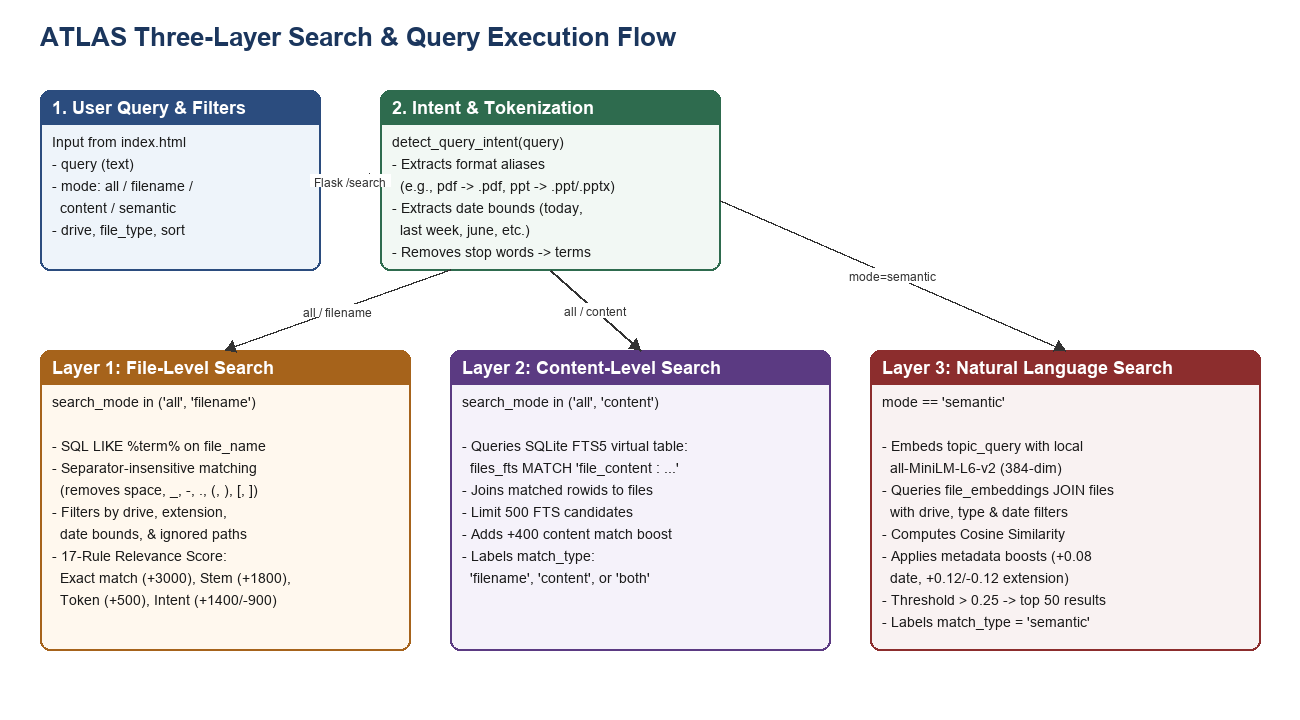 ATLAS Three-Layer Search & Query Execution Flow
1. User Query & Filters
Input from index.html
- query (text)
- mode: all / filename /
content / semantic
- drive, file_type, sort
Flask /search
2. Intent & Tokenization
detect_query_intent(query)
- Extracts format aliases
(e.g., pdf -> .pdf, ppt -> .ppt/.pptx)
- Extracts date bounds (today,
last week, june, etc.)
- Removes stop words -> terms
all / filename
all / content
mode=semantic
Layer 1: File-Level Search
search_mode in ('all', 'filename')
- SQL LIKE %term% on file_name
- Separator-insensitive matching
(removes space, _, -, ., (, ), [, ])
- Filters by drive, extension,
date bounds, & ignored paths
- 17-Rule Relevance Score:
Exact match (+3000), Stem (+1800),
Token (+500), Intent (+1400/-900)
Layer 2: Content-Level Search
search_mode in ('all', 'content')
- Queries SQLite FTS5 virtual table:
files_fts MATCH 'file_content : ...'
- Joins matched rowids to files
- Limit 500 FTS candidates
- Adds +400 content match boost
- Labels match_type:
'filename', 'content', or 'both'
Layer 3: Natural Language Search
mode == 'semantic'
- Embeds topic_query with local
all-MiniLM-L6-v2 (384-dim)
- Queries file_embeddings JOIN files
with drive, type & date filters
- Computes Cosine Similarity
- Applies metadata boosts (+0.08
date, +0.12/-0.12 extension)
- Threshold > 0.25 -> top 50 results
- Labels match_type = 'semantic'